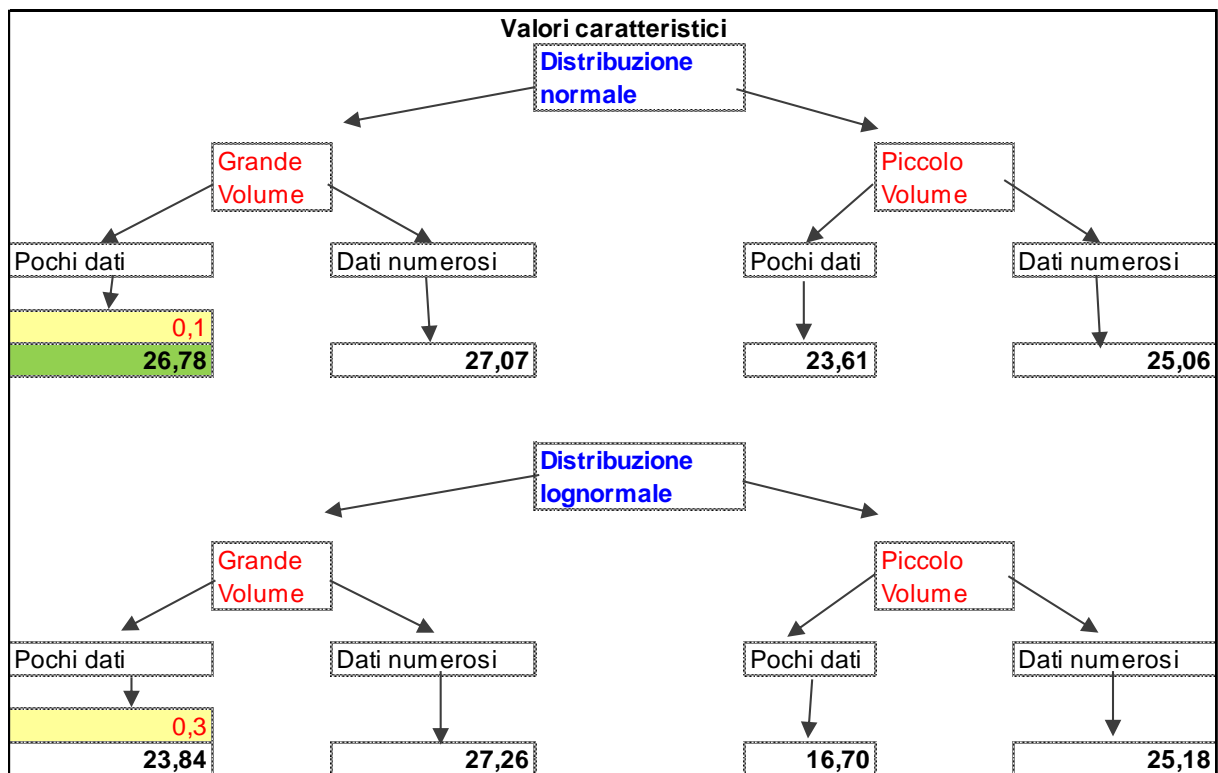 Valori caratteristici
Distribuzione
normale
Grande
Volume
Piccolo
Volume
Pochi dati
Dati numerosi
Pochi dati
Dati numerosi
0,1
26,78
27,07
23,61
25,06
Distribuzione
lognormale
Grande
Volume
Piccolo
Volume
Pochi dati
Dati numerosi
Pochi dati
Dati numerosi
0,3
23,84
27,26
16,70
25,18